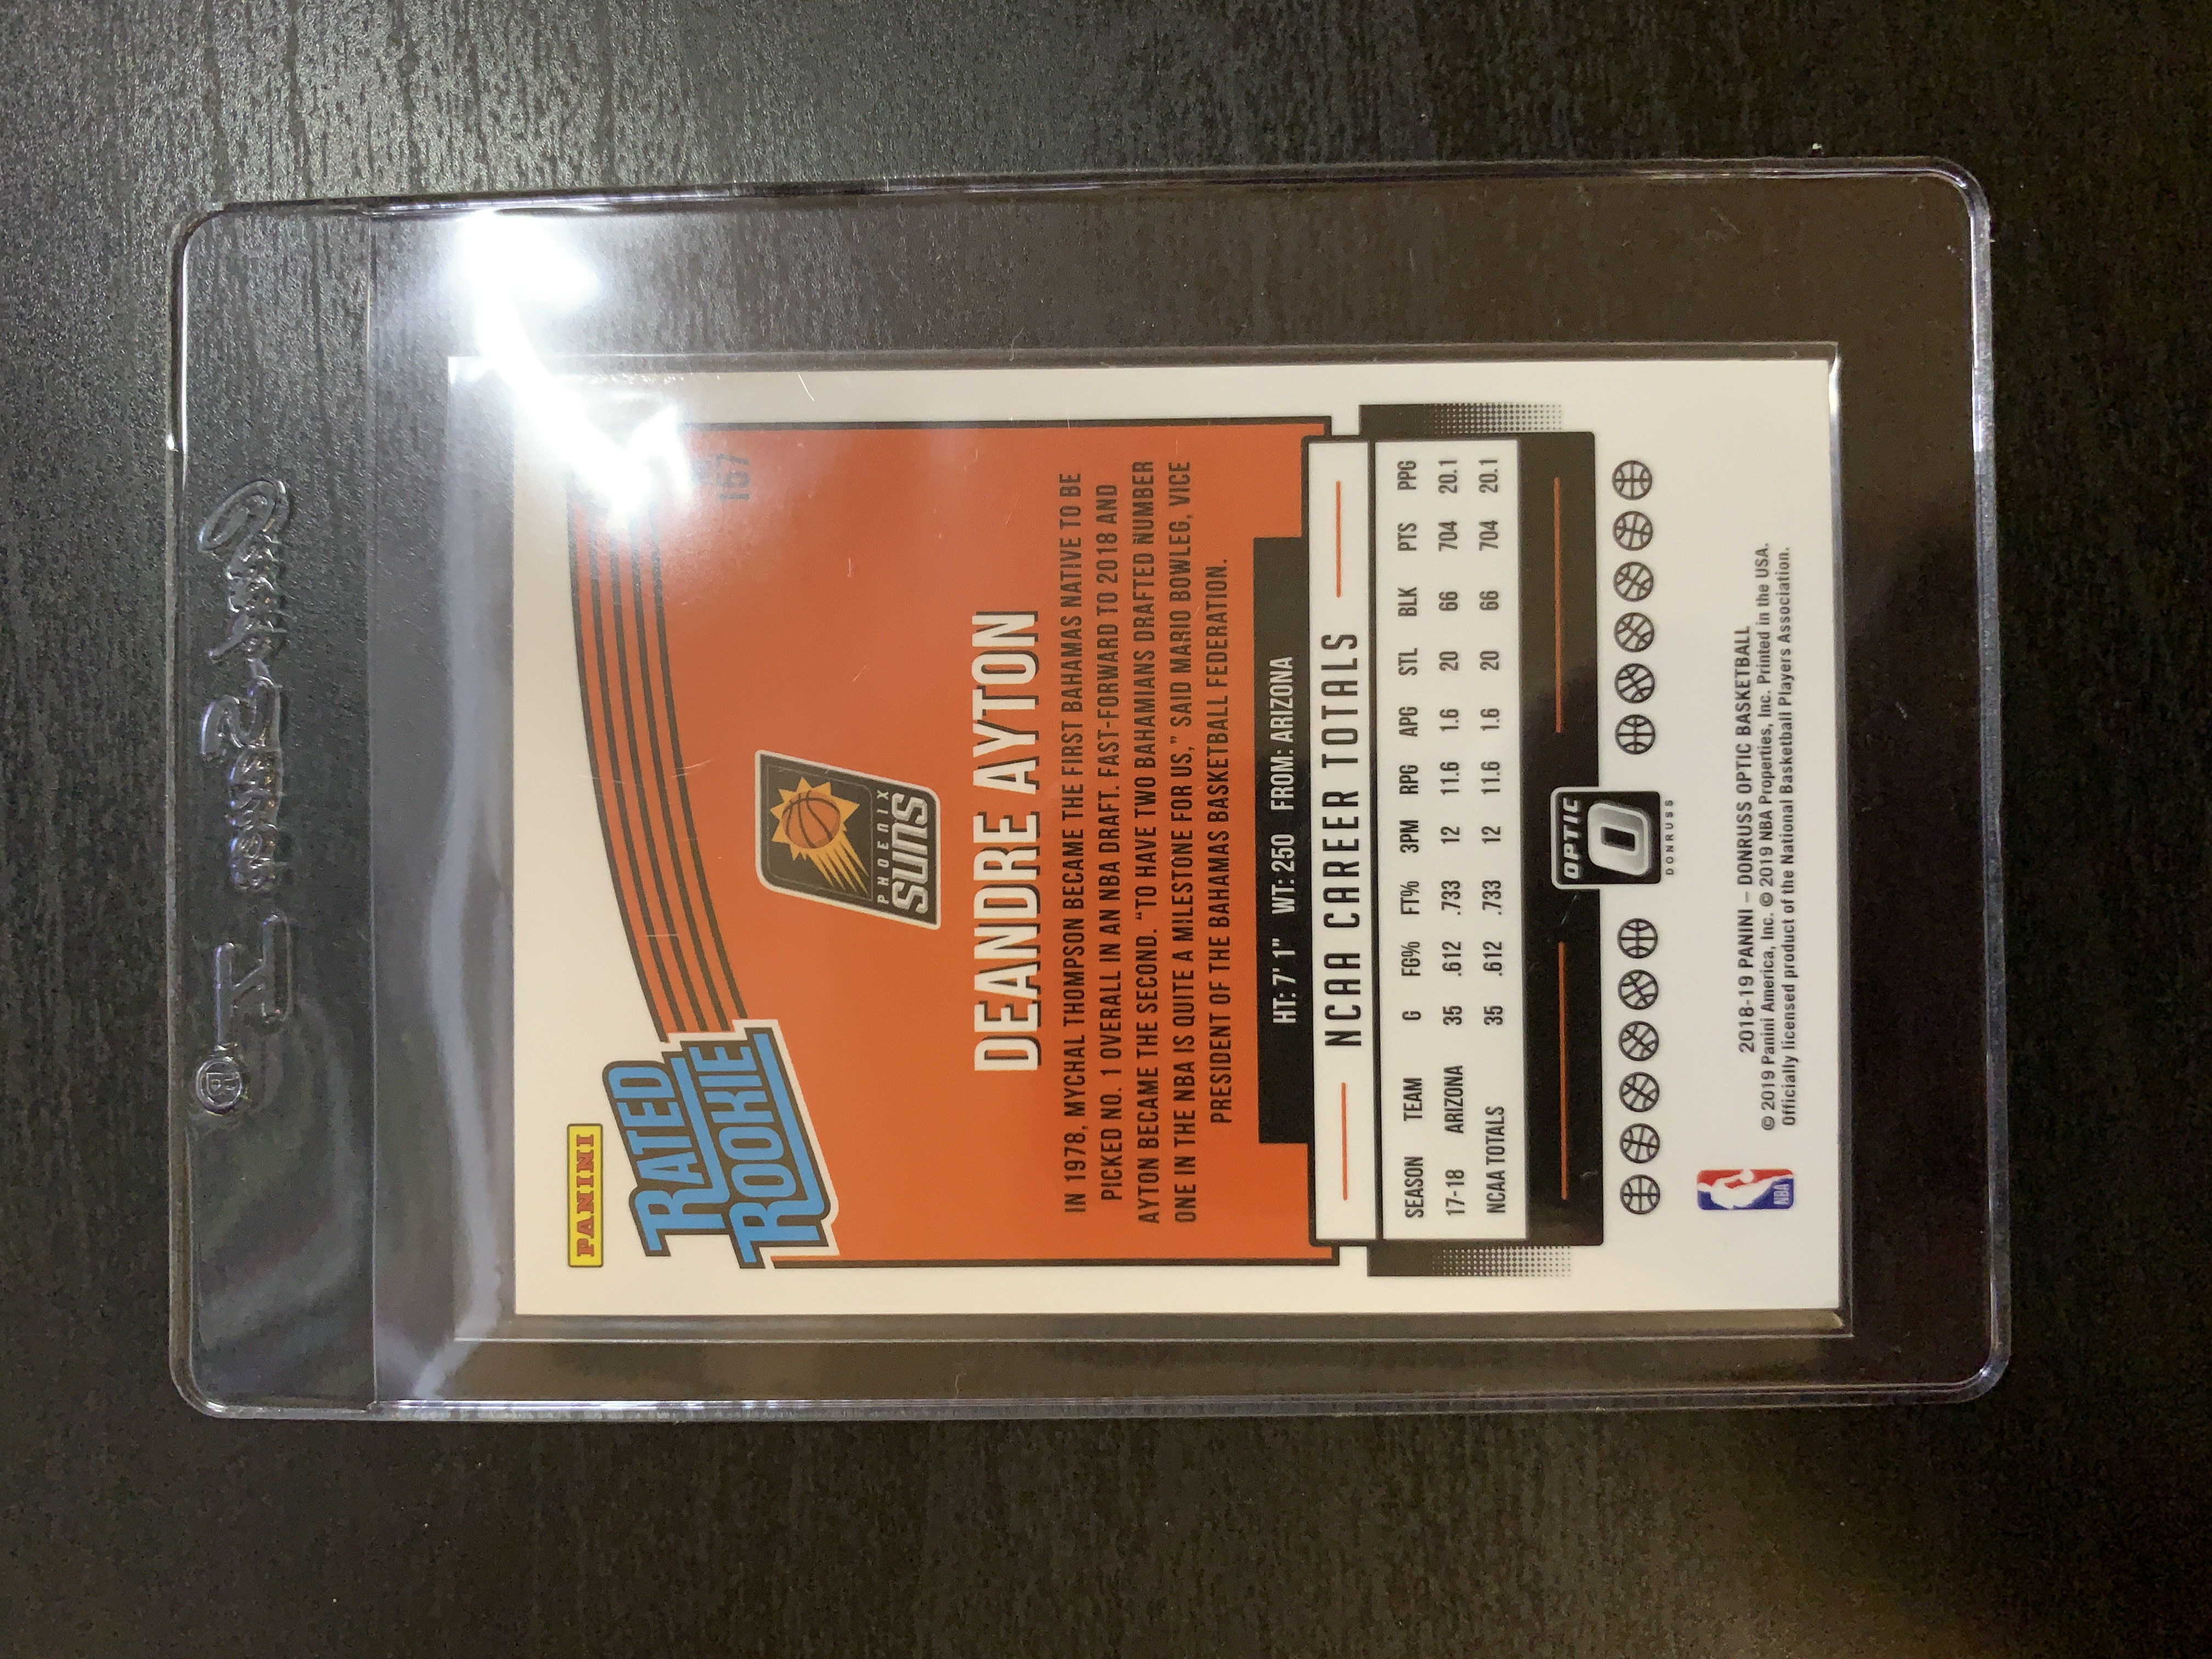 Card-Saver I®
PANINI
RATED
ROOKIE
157
PHOENIX
SUNS
DEANDRE AYTON
IN 1978, MYCHAL THOMPSON BECAME THE FIRST BAHAMAS NATIVE TO BE
PICKED NO. 1 OVERALL IN AN NBA DRAFT. FAST-FORWARD TO 2018 AND
AYTON BECAME THE SECOND. “TO HAVE TWO BAHAMIANS DRAFTED NUMBER
ONE IN THE NBA IS QUITE A MILESTONE FOR US,” SAID MARIO BOWLEG, VICE
PRESIDENT OF THE BAHAMAS BASKETBALL FEDERATION.
HT: 7' 1" WT: 250 FROM: ARIZONA
NCAA CAREER TOTALS
SEASON TEAM G FG% FT% 3PM RPG APG STL BLK PTS PPG
17-18 ARIZONA 35 .612 .733 12 11.6 1.6 20 66 704 20.1
NCAA TOTALS 35 .612 .733 12 11.6 1.6 20 66 704 20.1
OPTIC
O
DONRUSS
NBA
2018-19 PANINI – DONRUSS OPTIC BASKETBALL
© 2019 Panini America, Inc. © 2019 NBA Properties, Inc. Printed in the USA.
Officially licensed product of the National Basketball Players Association.